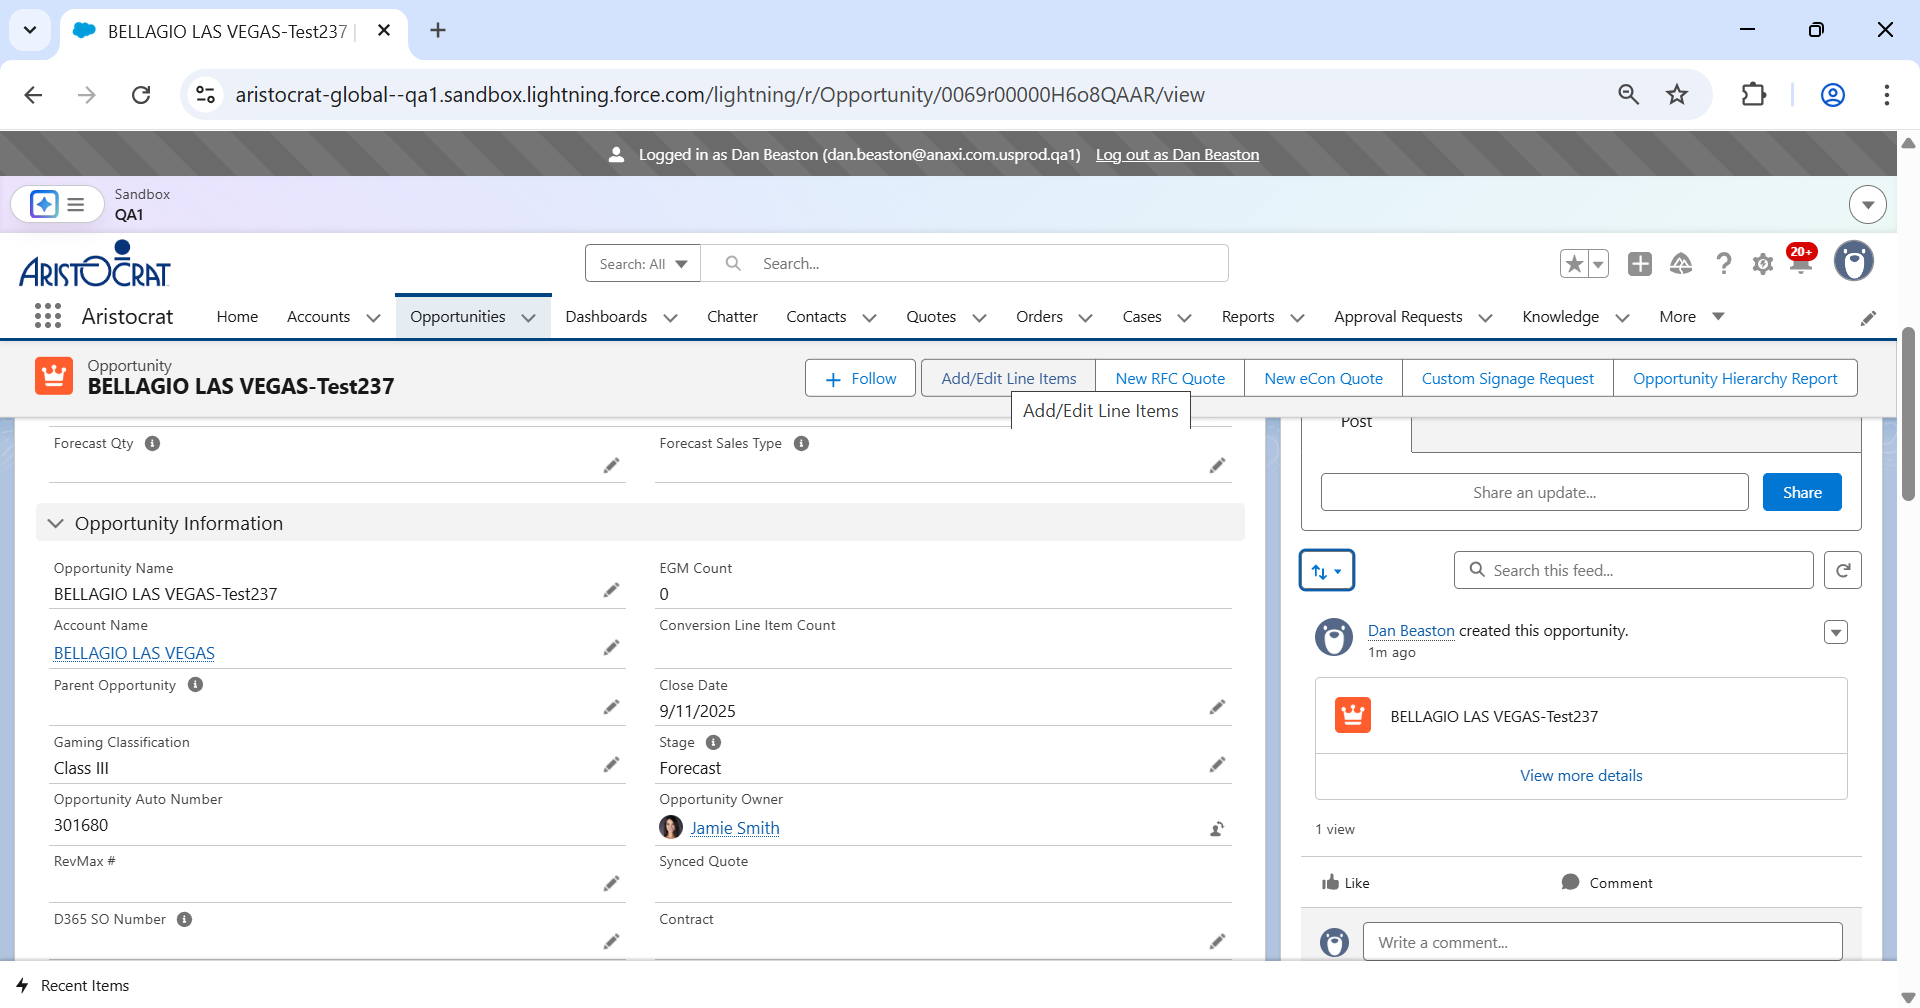 BELLAGIO LAS VEGAS-Test237
aristocrat-global--qa1.sandbox.lightning.force.com/lightning/r/Opportunity/0069r00000H6o8QAAR/view
Logged in as Dan Beaston (dan.beaston@anaxi.com.usprod.qa1) Log out as Dan Beaston
Sandbox
QA1
ARISTOCRAT
Search: All
Search...
20+
Aristocrat
Home
Accounts
Opportunities
Dashboards
Chatter
Contacts
Quotes
Orders
Cases
Reports
Approval Requests
Knowledge
More
Opportunity
BELLAGIO LAS VEGAS-Test237
Follow
Add/Edit Line Items
New RFC Quote
New eCon Quote
Custom Signage Request
Opportunity Hierarchy Report
Add/Edit Line Items
Forecast Qty
Forecast Sales Type
Opportunity Information
Opportunity Name
BELLAGIO LAS VEGAS-Test237
EGM Count
0
Account Name
BELLAGIO LAS VEGAS
Conversion Line Item Count
Parent Opportunity
Close Date
9/11/2025
Gaming Classification
Class III
Stage
Forecast
Opportunity Auto Number
301680
Opportunity Owner
Jamie Smith
RevMax #
Synced Quote
D365 SO Number
Contract
Post
Share an update...
Share
Search this feed...
Dan Beaston created this opportunity.
1m ago
BELLAGIO LAS VEGAS-Test237
View more details
1 view
Like
Comment
Write a comment...
Recent Items